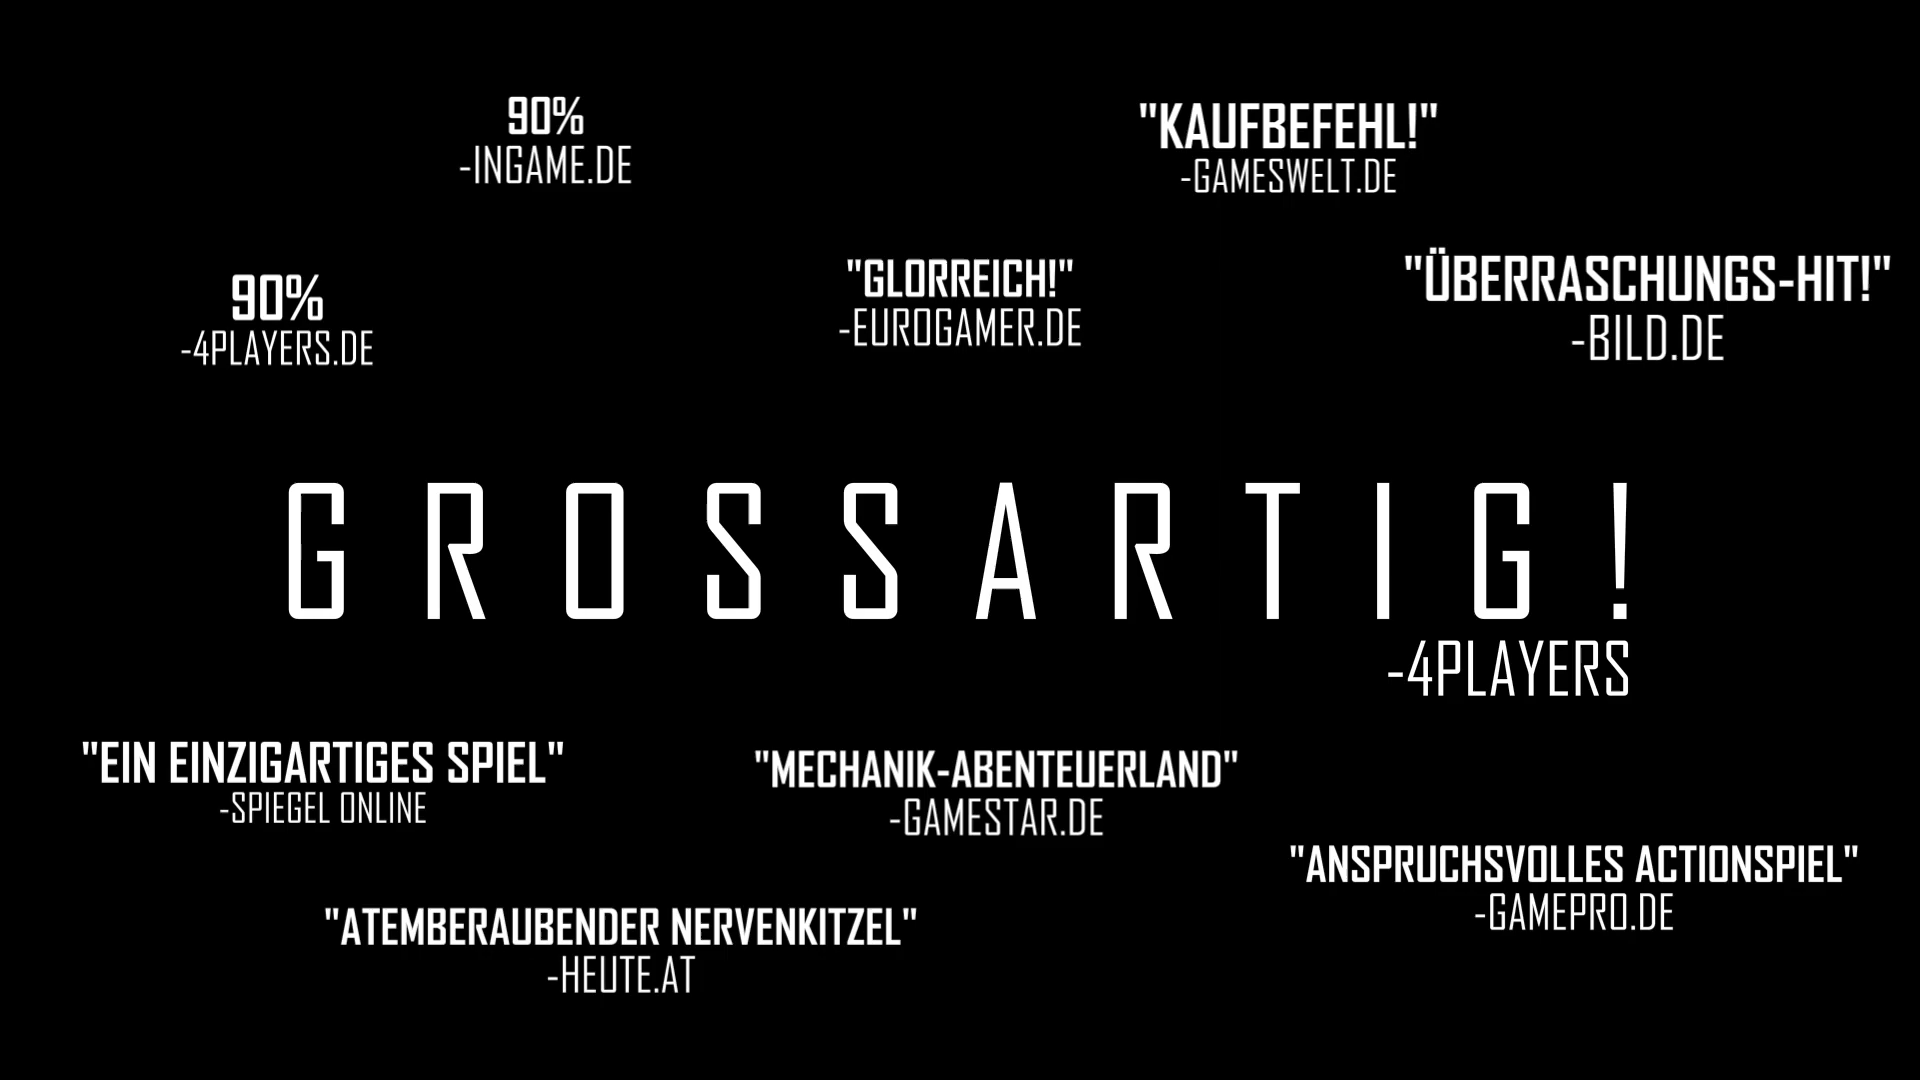 90%
-INGAME.DE
"KAUFBEFEHL!"
-GAMESWELT.DE
90%
-4PLAYERS.DE
"GLORREICH!"
-EUROGAMER.DE
"ÜBERRASCHUNGS-HIT!"
-BILD.DE
GROSSARTIG!
-4PLAYERS
"EIN EINZIGARTIGES SPIEL"
-SPIEGEL ONLINE
"MECHANIK-ABENTEUERLAND"
-GAMESTAR.DE
"ANSPRUCHSVOLLES ACTIONSPIEL"
-GAMEPRO.DE
"ATEMBERAUBENDER NERVENKITZEL"
-HEUTE.AT